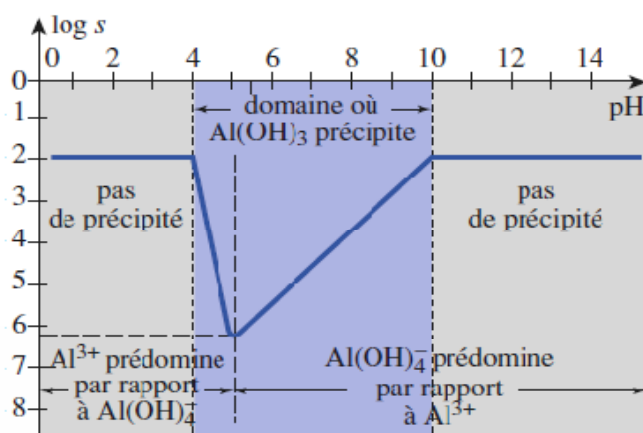 log s
0 2 4 6 8 10 12 14
pH
0
1
2
3
4
5
6
7
8
domaine où
Al(OH)₃ précipite
pas
de précipité
pas
de précipité
Al³⁺ prédomine
par rapport
à Al(OH)₄⁻
Al(OH)₄⁻ prédomine
par rapport
à Al³⁺